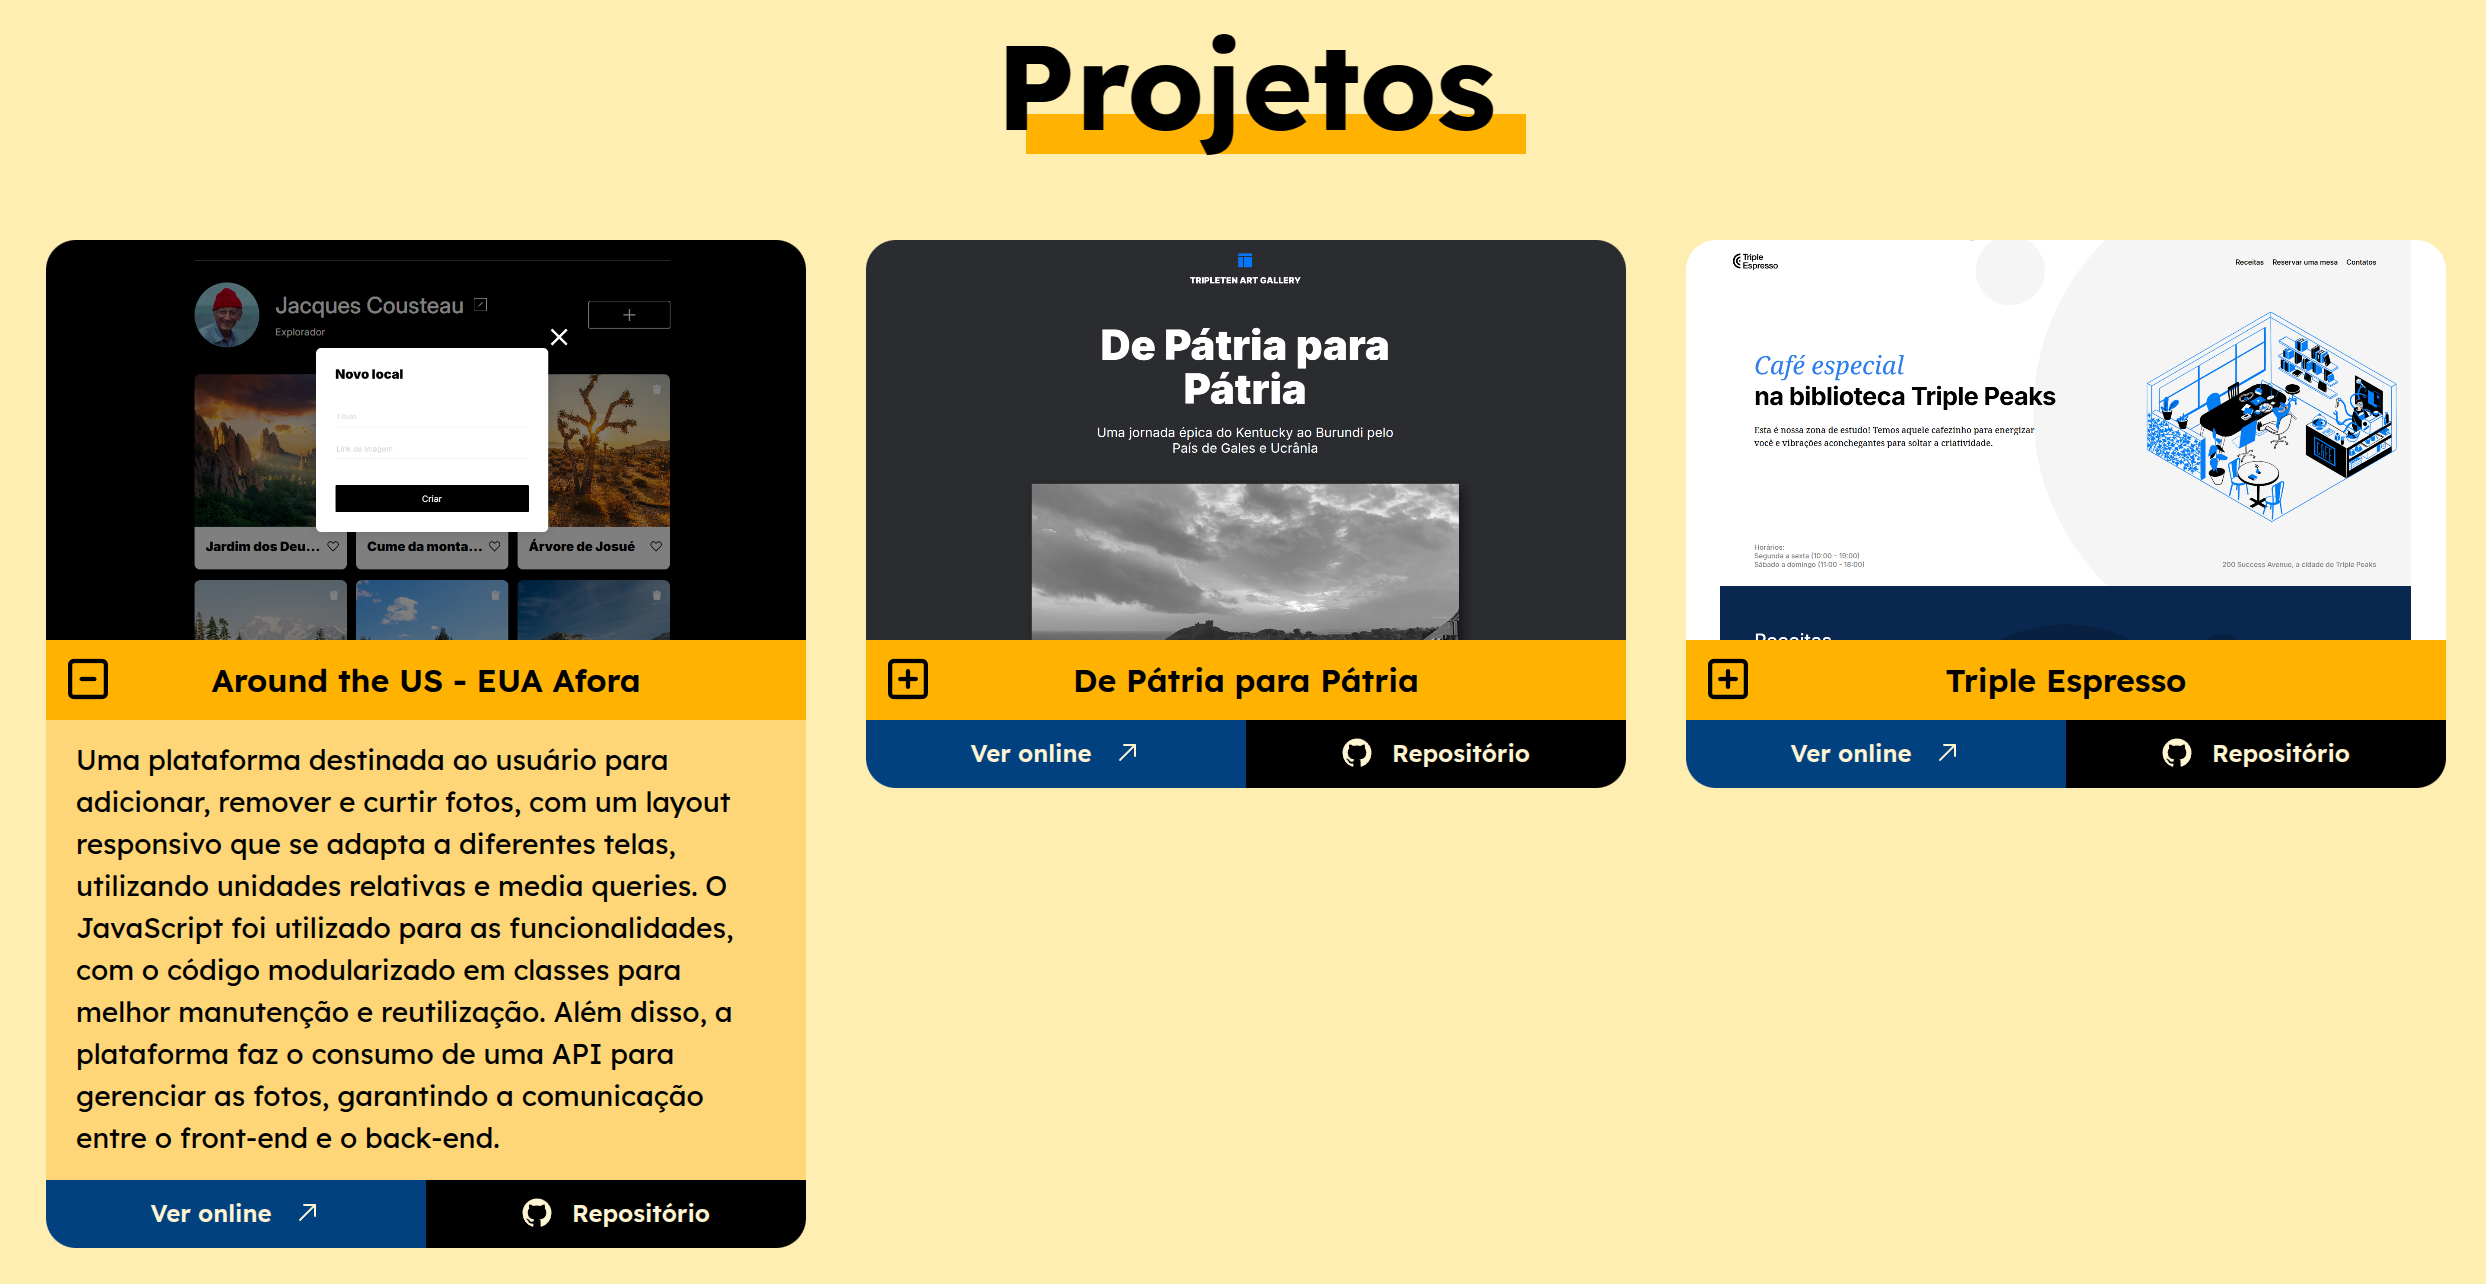 Projetos
Jacques Cousteau
Explorador
Novo local
Título
Link de imagem
Criar
Jardim dos Deu...
Cume da monta...
Árvore de Josué
Around the US - EUA Afora
Uma plataforma destinada ao usuário para
adicionar, remover e curtir fotos, com um layout
responsivo que se adapta a diferentes telas,
utilizando unidades relativas e media queries. O
JavaScript foi utilizado para as funcionalidades,
com o código modularizado em classes para
melhor manutenção e reutilização. Além disso, a
plataforma faz o consumo de uma API para
gerenciar as fotos, garantindo a comunicação
entre o front-end e o back-end.
Ver online
Repositório
TRIPLETEN ART GALLERY
De Pátria para
Pátria
Uma jornada épica do Kentucky ao Burundi pelo
País de Gales e Ucrânia
De Pátria para Pátria
Ver online
Repositório
Triple
Espresso
Receitas Reservar uma mesa Contatos
Café especial
na biblioteca Triple Peaks
Esta é nossa zona de estudo! Temos aquele cafezinho para energizar
você e vibrações aconchegantes para soltar a criatividade.
CAFE
Horários:
Segunda a sexta (10:00 - 19:00)
Sábado a domingo (11:00 - 18:00)
200 Success Avenue, a cidade de Triple Peaks
Receitas
Triple Espresso
Ver online
Repositório